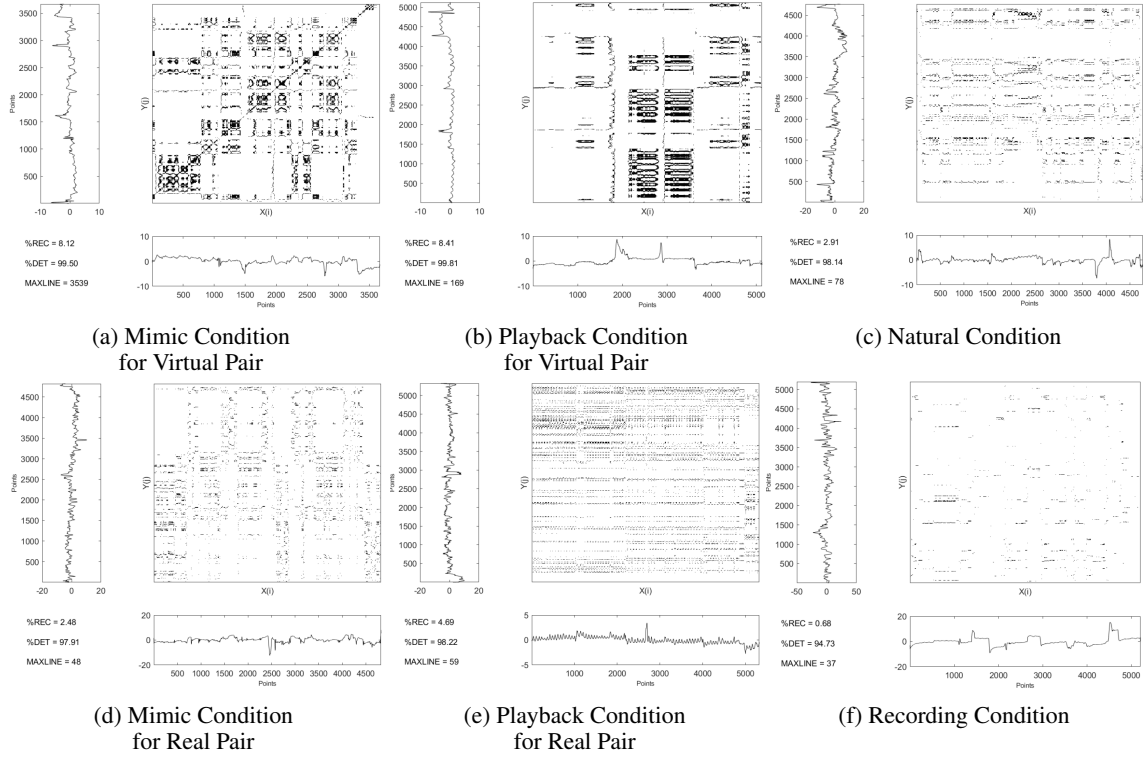 3500
3000
2500
2000
1500
1000
500
Points
-10 0 10
Y(j)
X(i)
%REC = 8.12
%DET = 99.50
MAXLINE = 3539
10
0
-10
500 1000 1500 2000 2500 3000 3500
Points
(a) Mimic Condition
for Virtual Pair
5000
4500
4000
3500
3000
2500
2000
1500
1000
500
Points
-5 0 5
Y(j)
X(i)
%REC = 8.41
%DET = 99.81
MAXLINE = 169
10
0
-10
1000 2000 3000 4000 5000
Points
(b) Playback Condition
for Virtual Pair
4500
4000
3500
3000
2500
2000
1500
1000
500
Points
-20 0 20
Y(j)
X(i)
%REC = 2.91
%DET = 98.14
MAXLINE = 78
10
0
-10
500 1000 1500 2000 2500 3000 3500 4000 4500
Points
(c) Natural Condition
4500
4000
3500
3000
2500
2000
1500
1000
500
Points
-10 0 10
Y(j)
X(i)
%REC = 2.48
%DET = 97.91
MAXLINE = 48
20
0
-20
500 1000 1500 2000 2500 3000 3500 4000 4500
Points
(d) Mimic Condition
for Real Pair
5000
4500
4000
3500
3000
2500
2000
1500
1000
500
Points
-10 0 10
Y(j)
X(i)
%REC = 4.69
%DET = 98.22
MAXLINE = 59
5
0
-5
1000 2000 3000 4000 5000
Points
(e) Playback Condition
for Real Pair
5000
4500
4000
3500
3000
2500
2000
1500
1000
500
Points
-50 0 50
Y(j)
X(i)
%REC = 0.68
%DET = 94.73
MAXLINE = 37
20
0
-20
1000 2000 3000 4000 5000
Points
(f) Recording Condition